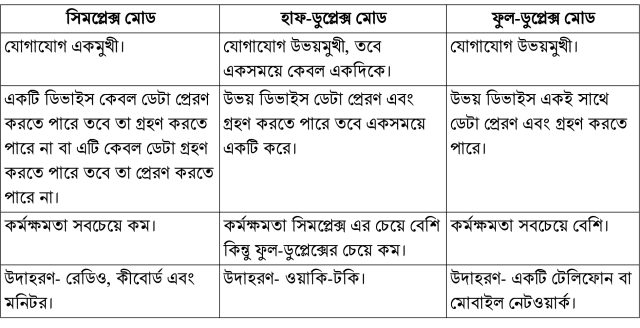 সিমপ্লেক্স মোড
হাফ-ডুপ্লেক্স মোড
ফুল-ডুপ্লেক্স মোড
যোগাযোগ একমুখী।
যোগাযোগ উভয়মুখী, তবে
একসময়ে কেবল একদিকে।
যোগাযোগ উভয়মুখী।
একটি ডিভাইস কেবল ডেটা প্রেরণ
করতে পারে তবে তা গ্রহণ করতে
পারে না বা এটি কেবল ডেটা গ্রহণ
করতে পারে তবে তা প্রেরণ করতে
পারে না।
উভয় ডিভাইস ডেটা প্রেরণ এবং
গ্রহণ করতে পারে তবে একসময়ে
একটি করে।
উভয় ডিভাইস একই সাথে
ডেটা প্রেরণ এবং গ্রহণ করতে
পারে।
কর্মক্ষমতা সবচেয়ে কম।
কর্মক্ষমতা সিমপ্লেক্স এর চেয়ে বেশি
কিন্তু ফুল-ডুপ্লেক্সের চেয়ে কম।
কর্মক্ষমতা সবচেয়ে বেশি।
উদাহরণ- রেডিও, কীবোর্ড এবং
মনিটর।
উদাহরণ- ওয়াকি-টকি।
উদাহরণ- একটি টেলিফোন বা
মোবাইল নেটওয়ার্ক।